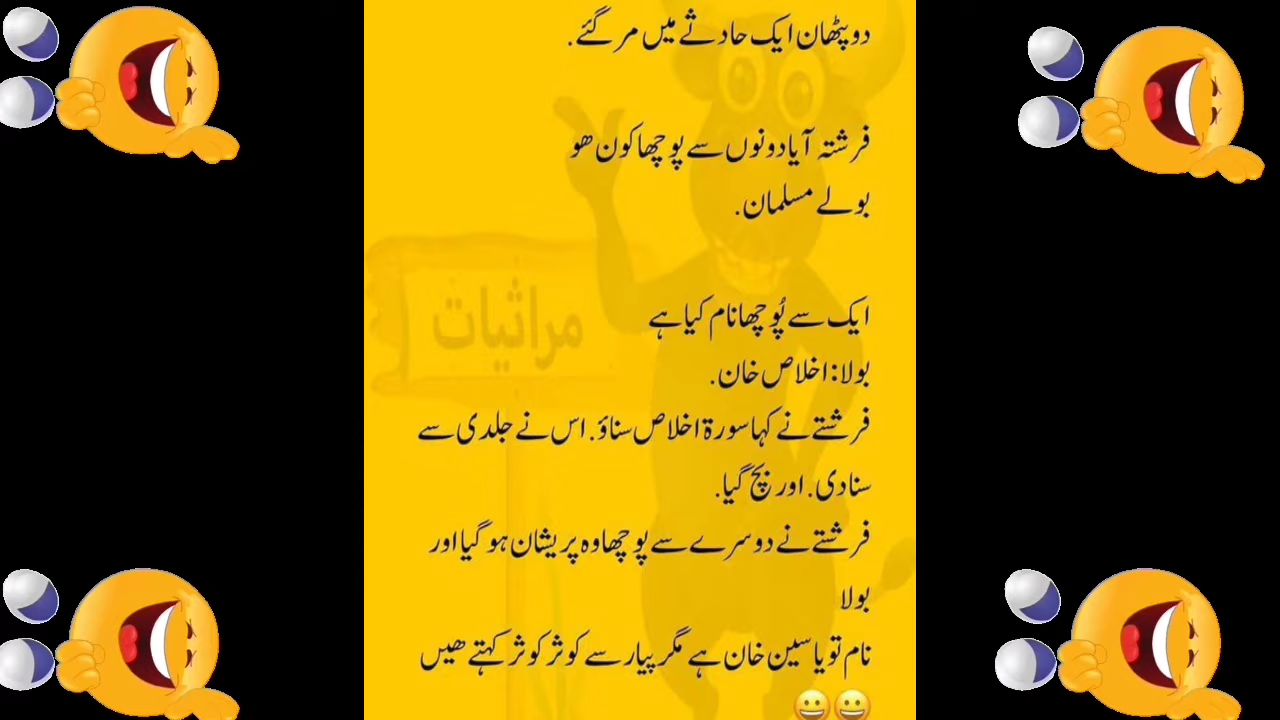 دو پٹھان ایک حادثے میں مر گئے.
فرشتہ آیا دونوں سے پوچھا کون ھو
بولے مسلمان.
ایک سے پُوچھا نام کیا ہے
بولا: اخلاص خان.
فرشتے نے کہا سورۃ اخلاص سناؤ. اس نے جلدی سے
سنا دی. اور بچ گیا.
فرشتے نے دوسرے سے پوچھا وہ پریشان ہو گیا اور
بولا
نام تو یاسین خان ہے مگر پیار سے کوثر کوثر کہتے ھیں
😀😀
مراثیات